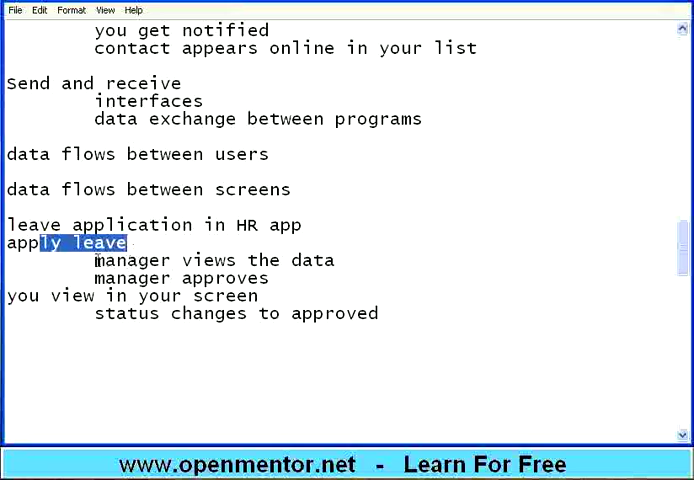 File Edit Format View Help
you get notified
contact appears online in your list
Send and receive
interfaces
data exchange between programs
data flows between users
data flows between screens
leave application in HR app
apply leave
manager views the data
manager approves
you view in your screen
status changes to approved
www.openmentor.net - Learn For Free